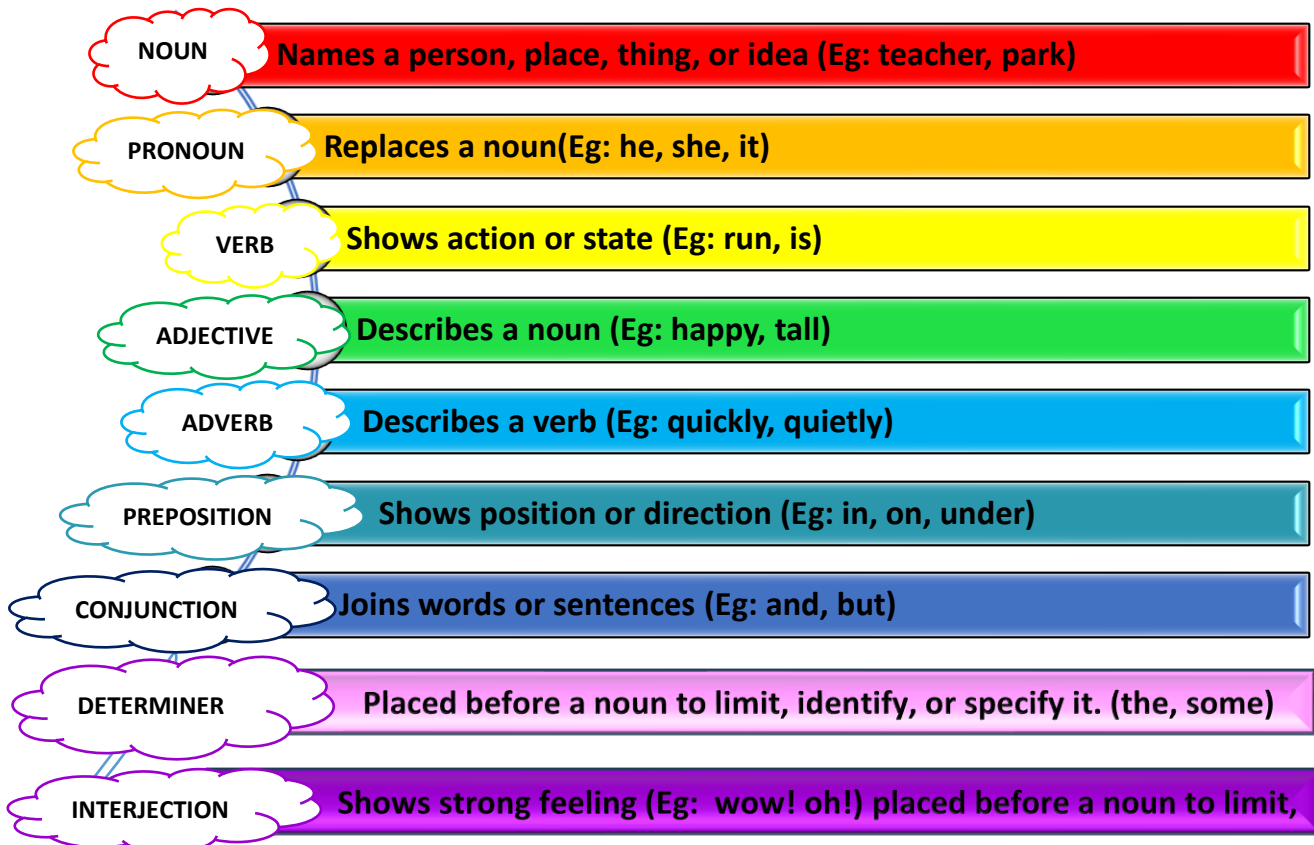 NOUN Names a person, place, thing, or idea (Eg: teacher, park)
PRONOUN Replaces a noun(Eg: he, she, it)
VERB Shows action or state (Eg: run, is)
ADJECTIVE Describes a noun (Eg: happy, tall)
ADVERB Describes a verb (Eg: quickly, quietly)
PREPOSITION Shows position or direction (Eg: in, on, under)
CONJUNCTION Joins words or sentences (Eg: and, but)
DETERMINER Placed before a noun to limit, identify, or specify it. (the, some)
INTERJECTION Shows strong feeling (Eg: wow! oh!) placed before a noun to limit,